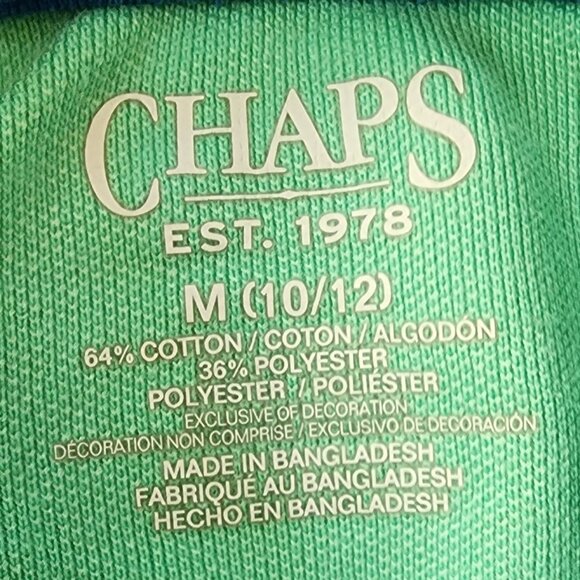 CHAPS
EST. 1978
M (10/12)
64% COTTON / COTON / ALGODÓN
36% POLYESTER
POLYESTER / POLIÉSTER
EXCLUSIVE OF DECORATION
DÉCORATION NON COMPRISE / EXCLUSIVO DE DECORACIÓN
MADE IN BANGLADESH
FABRIQUÉ AU BANGLADESH
HECHO EN BANGLADESH